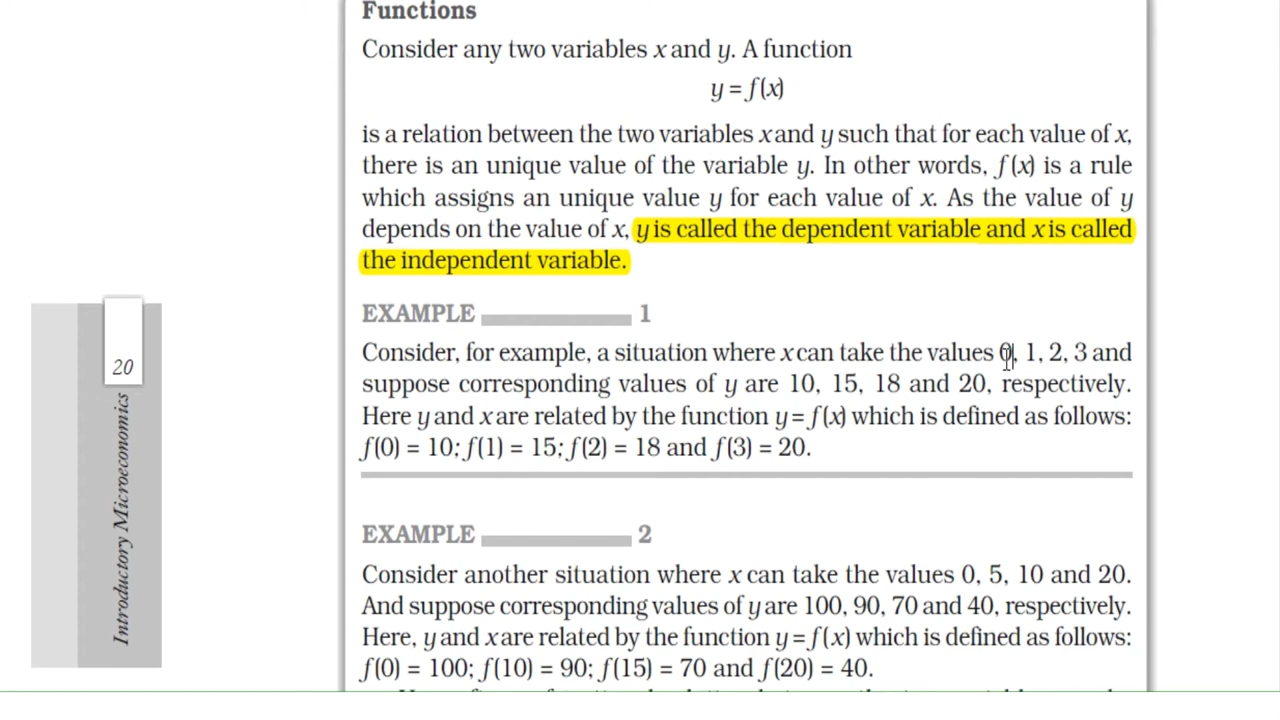 Functions
Consider any two variables x and y. A function
y = f(x)
is a relation between the two variables x and y such that for each value of x,
there is an unique value of the variable y. In other words, f(x) is a rule
which assigns an unique value y for each value of x. As the value of y
depends on the value of x, y is called the dependent variable and x is called
the independent variable.
EXAMPLE 1
Consider, for example, a situation where x can take the values 0, 1, 2, 3 and
suppose corresponding values of y are 10, 15, 18 and 20, respectively.
Here y and x are related by the function y = f(x) which is defined as follows:
f(0) = 10; f(1) = 15; f(2) = 18 and f(3) = 20.
EXAMPLE 2
Consider another situation where x can take the values 0, 5, 10 and 20.
And suppose corresponding values of y are 100, 90, 70 and 40, respectively.
Here, y and x are related by the function y = f(x) which is defined as follows:
f(0) = 100; f(10) = 90; f(15) = 70 and f(20) = 40.
20
Introductory Microeconomics